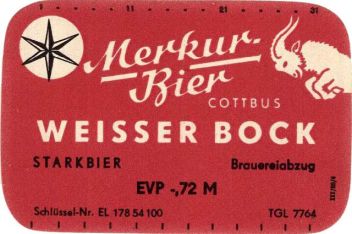 1 11 21 31
Merkur-
Bier
COTTBUS
WEISSER BOCK
STARKBIER Brauereiabzug
EVP -,72 M
Schlüssel-Nr. EL 178 54 100 TGL 7764